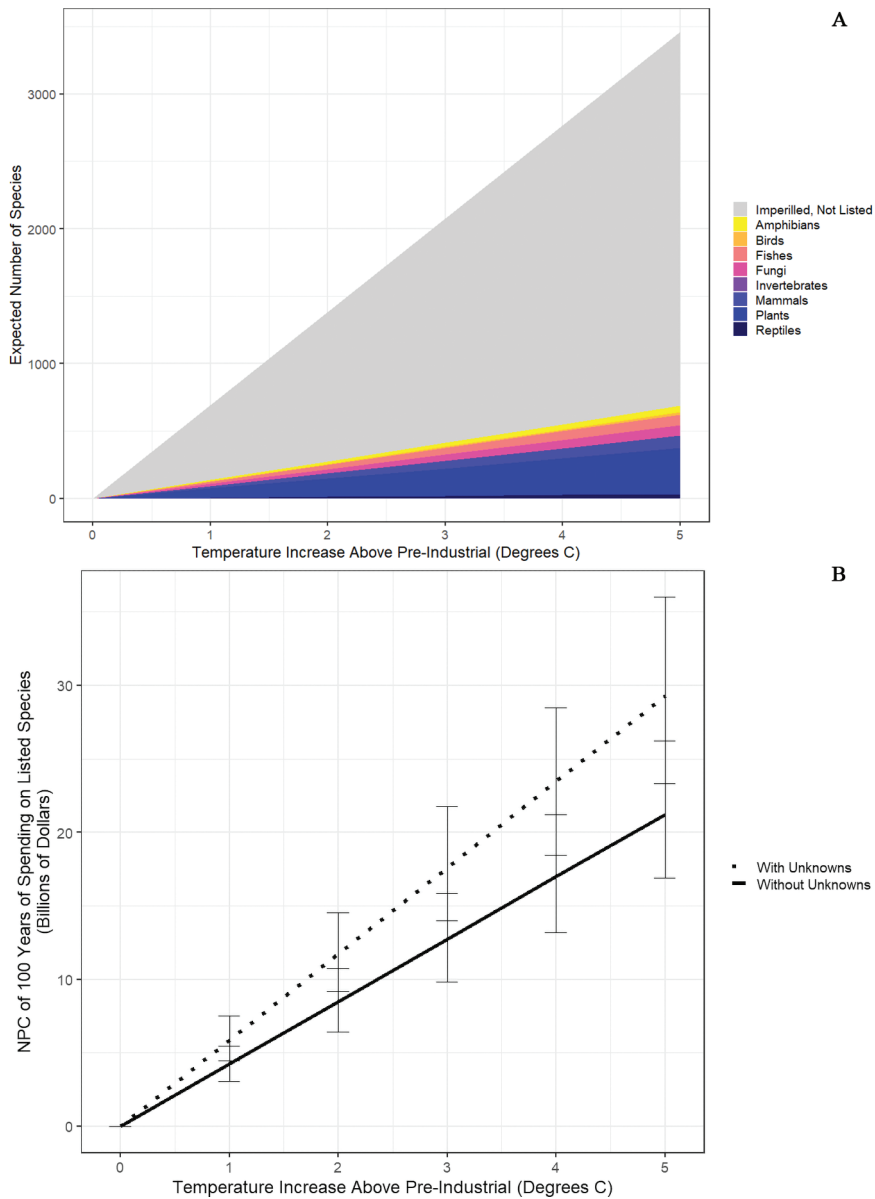 A
Expected Number of Species
3000
2000
1000
0
0 1 2 3 4 5
Temperature Increase Above Pre-Industrial (Degrees C)
Imperilled, Not Listed
Amphibians
Birds
Fishes
Fungi
Invertebrates
Mammals
Plants
Reptiles
B
NPC of 100 Years of Spending on Listed Species
(Billions of Dollars)
30
20
10
0
0 1 2 3 4 5
Temperature Increase Above Pre-Industrial (Degrees C)
With Unknowns
Without Unknowns